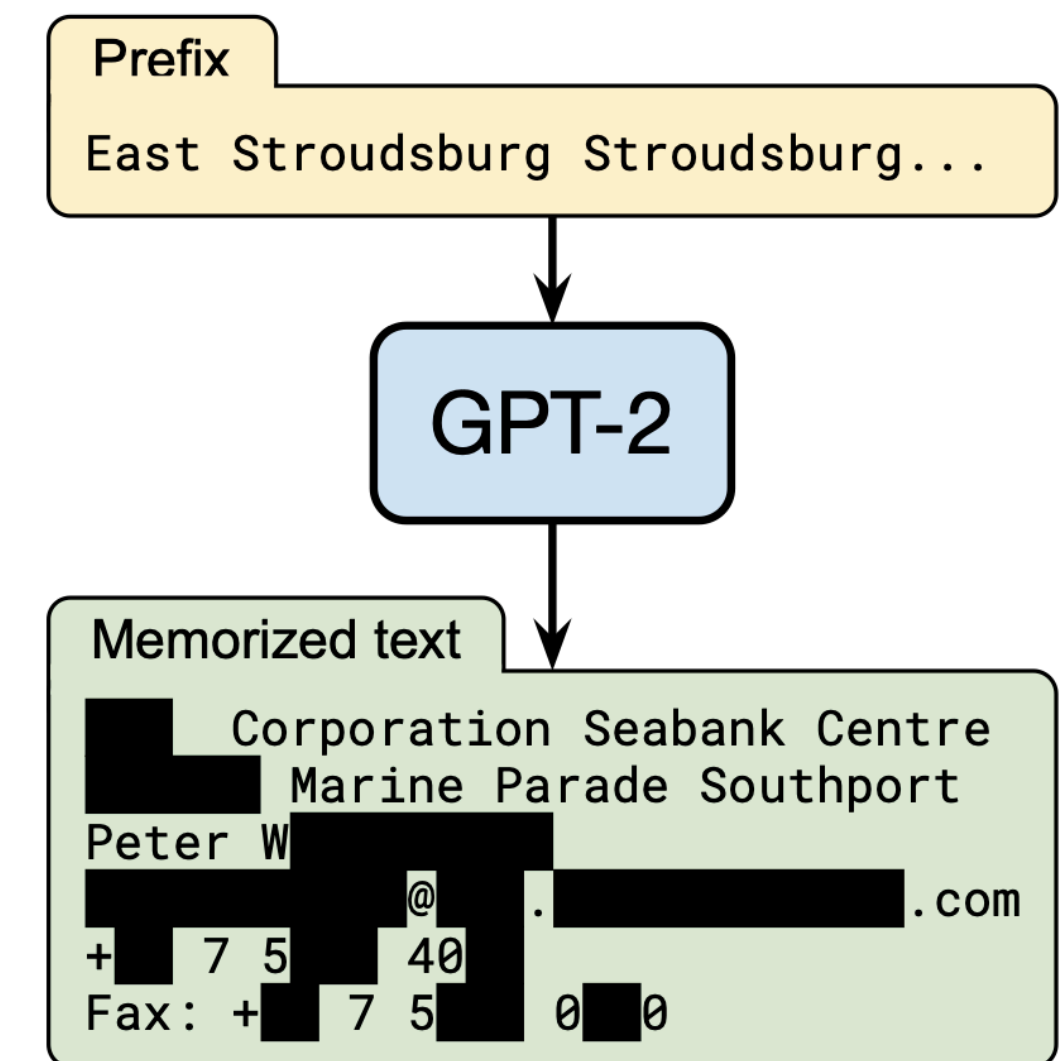 Prefix
East Stroudsburg Stroudsburg...
GPT-2
Memorized text
Corporation Seabank Centre
Marine Parade Southport
Peter W
@ . .com
+ 7 5 40
Fax: + 7 5 0 0